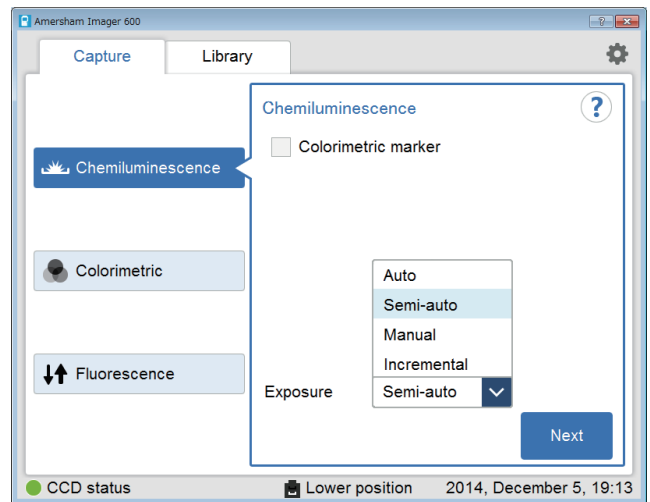 Amersham Imager 600
Capture
Library
Chemiluminescence
?
Colorimetric marker
Chemiluminescence
Colorimetric
Fluorescence
Auto
Semi-auto
Manual
Incremental
Exposure
Semi-auto
Next
CCD status
Lower position
2014, December 5, 19:13